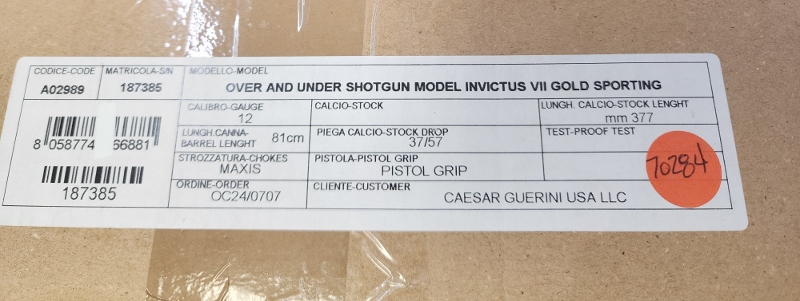 CODICE-CODE
A02989
MATRICOLA-S/N
187385
MODELLO-MODEL
OVER AND UNDER SHOTGUN MODEL INVICTUS VII GOLD SPORTING
CALIBRO-GAUGE
12
CALCIO-STOCK
LUNGH. CALCIO-STOCK LENGHT
mm 377
LUNGH.CANNA-
BARREL LENGHT
81cm
PIEGA CALCIO-STOCK DROP
37/57
TEST-PROOF TEST
STROZZATURA-CHOKES
MAXIS
PISTOLA-PISTOL GRIP
PISTOL GRIP
ORDINE-ORDER
OC24/0707
CLIENTE-CUSTOMER
CAESAR GUERINI USA LLC
8 058774 66881
187385
70284